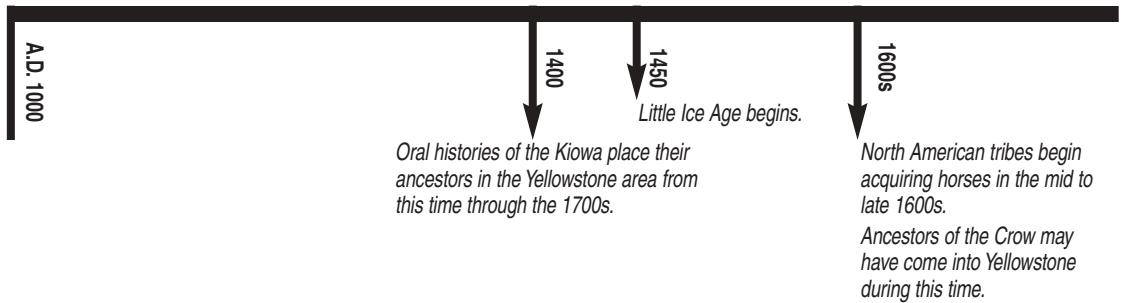 A.D. 1000
1400
1450
1600s
Little Ice Age begins.
Oral histories of the Kiowa place their
ancestors in the Yellowstone area from
this time through the 1700s.
North American tribes begin
acquiring horses in the mid to
late 1600s.
Ancestors of the Crow may
have come into Yellowstone
during this time.